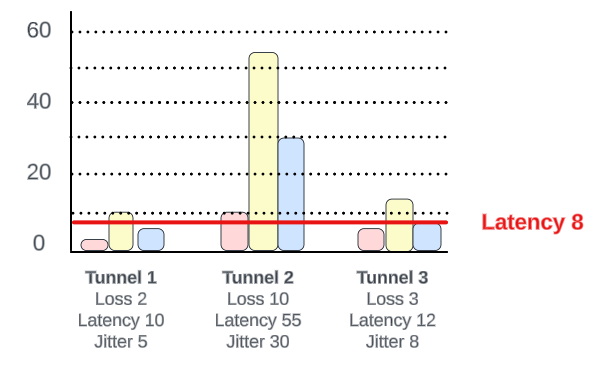 60
40
20
0
Latency 8
Tunnel 1
Loss 2
Latency 10
Jitter 5
Tunnel 2
Loss 10
Latency 55
Jitter 30
Tunnel 3
Loss 3
Latency 12
Jitter 8